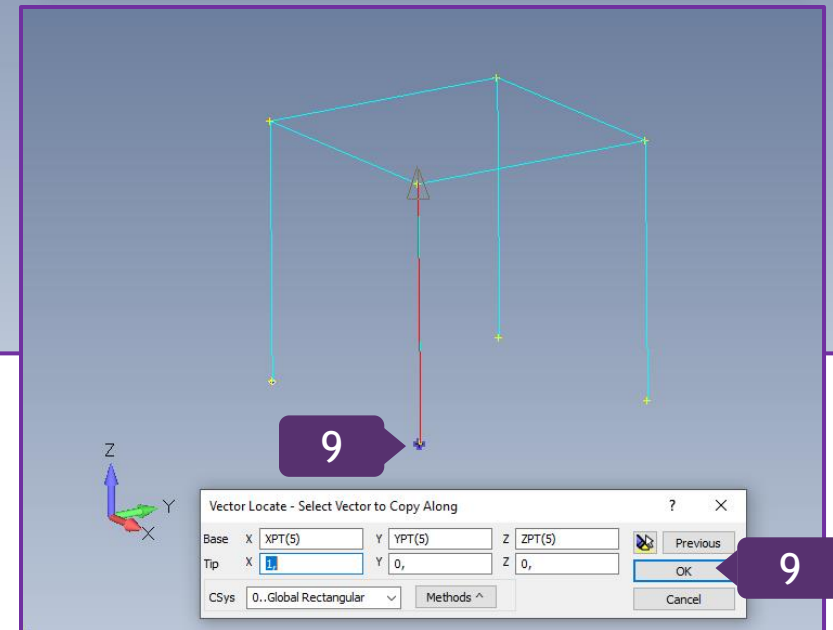 9
Z
Y
X
Vector Locate - Select Vector to Copy Along ? ×
Base X XPT(5) Y YPT(5) Z ZPT(5) Previous
Tip X 1, Y 0, Z 0, OK
9
CSys 0..Global Rectangular Methods ^ Cancel